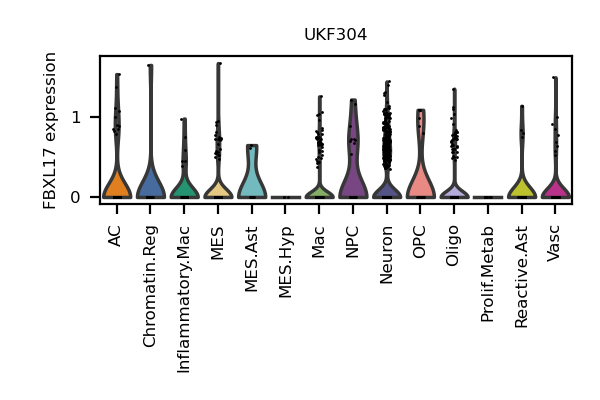 UKF304
FBXL17 expression
1
0
AC
Chromatin.Reg
Inflammatory.Mac
MES
MES.Ast
MES.Hyp
Mac
NPC
Neuron
OPC
Oligo
Prolif.Metab
Reactive.Ast
Vasc